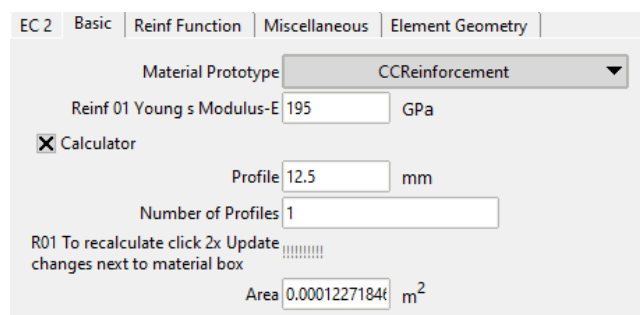 EC 2 Basic Reinf Function Miscellaneous Element Geometry
Material Prototype CCReinforcement
Reinf 01 Young s Modulus-E 195 GPa
Calculator
Profile 12.5 mm
Number of Profiles 1
R01 To recalculate click 2x Update !!!!!!!!!!
changes next to material box
Area 0.0001227184 m²